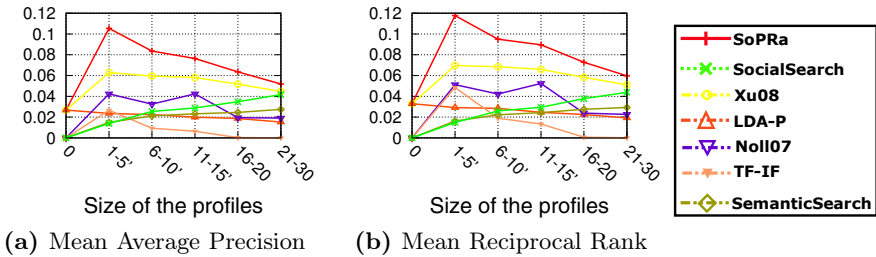 0.12
0.1
0.08
0.06
0.04
0.02
0
0
1-5'
6-10'
11-15'
16-20
21-30
Size of the profiles
(a) Mean Average Precision
0.12
0.1
0.08
0.06
0.04
0.02
0
0
1-5'
6-10'
11-15'
16-20
21-30
Size of the profiles
(b) Mean Reciprocal Rank
SoPRa
SocialSearch
Xu08
LDA-P
Noll07
TF-IF
SemanticSearch